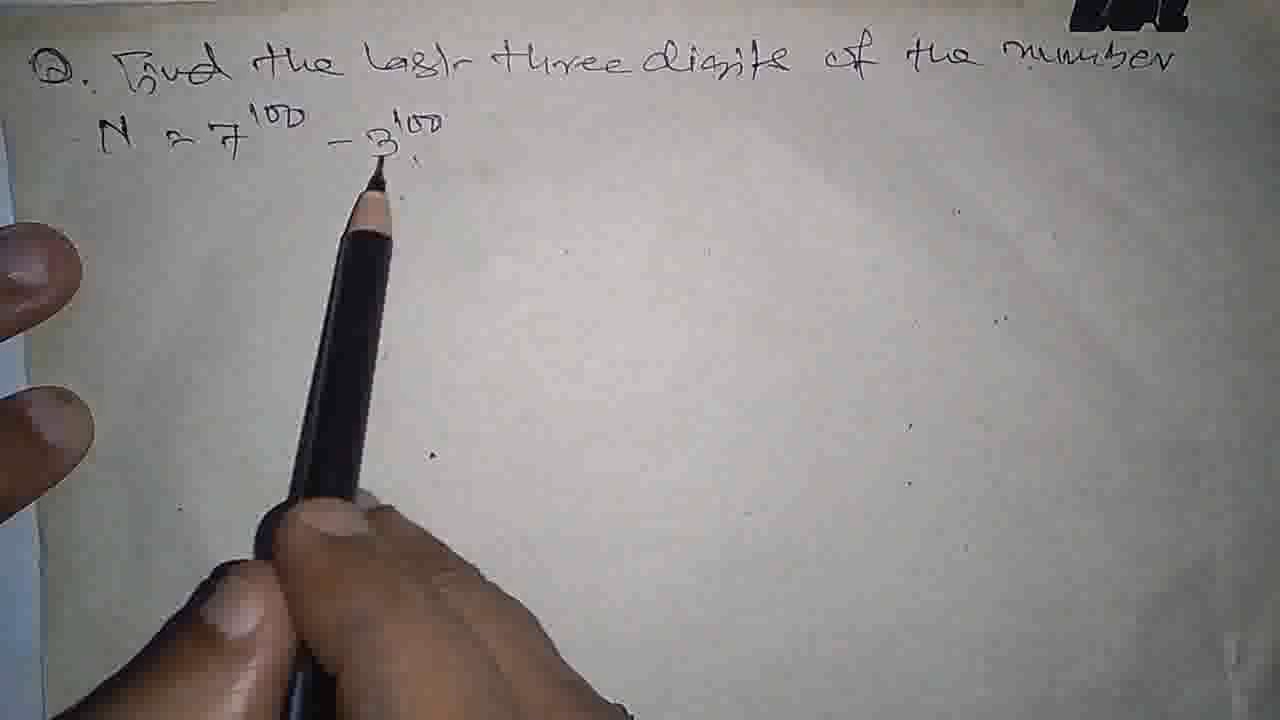 Q. Find the last three digits of the number
N = 7^100 - 3^100.